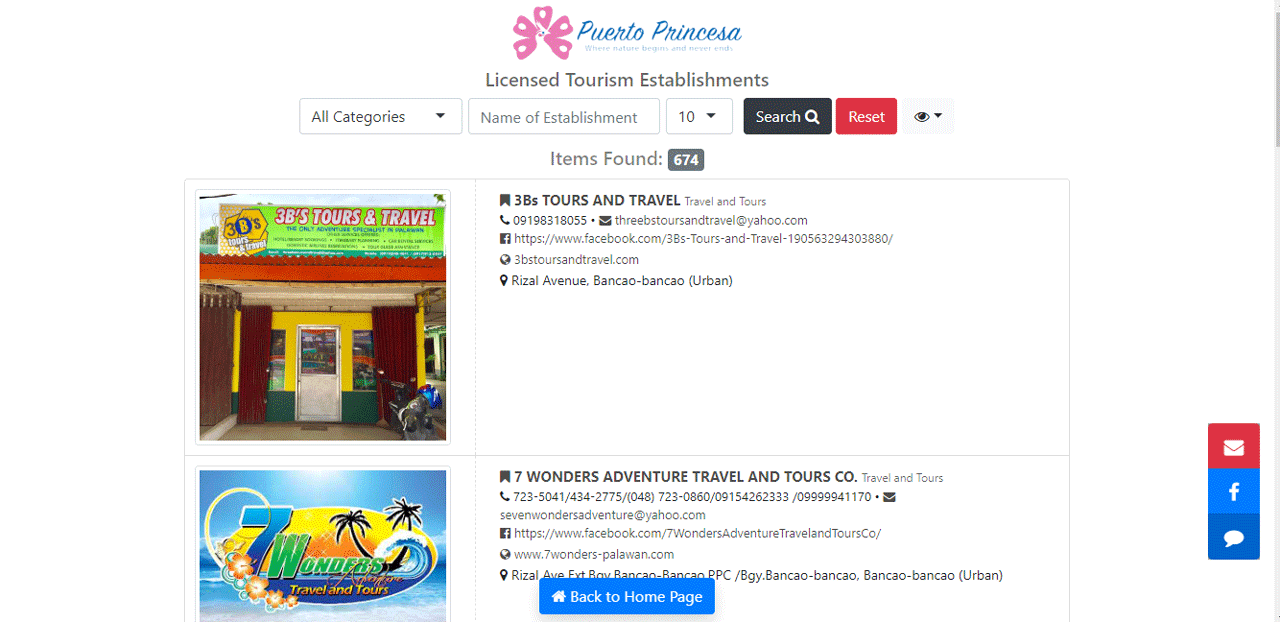 Puerto Princesa
Where nature begins and never ends
Licensed Tourism Establishments
All Categories
Name of Establishment
10
Search
Reset
Items Found: 674
3B'S TOURS & TRAVEL
THE ONLY ADVENTURE SPECIALIST IN PALAWAN
3B's
tours
& travel
3Bs TOURS AND TRAVEL Travel and Tours
09198318055 • threebstoursandtravel@yahoo.com
https://www.facebook.com/3Bs-Tours-and-Travel-190563294303880/
3bstoursandtravel.com
Rizal Avenue, Bancao-bancao (Urban)
7 Wonders
Adventure
Travel and Tours
7 WONDERS ADVENTURE TRAVEL AND TOURS CO. Travel and Tours
723-5041/434-2775/(048) 723-0860/09154262333 /09999941170 •
sevenwondersadventure@yahoo.com
https://www.facebook.com/7WondersAdventureTravelandToursCo/
www.7wonders-palawan.com
Rizal Ave.Ext.Bgy.Bancao-Bancao,PPC /Bgy.Bancao-bancao, Bancao-bancao (Urban)
Back to Home Page